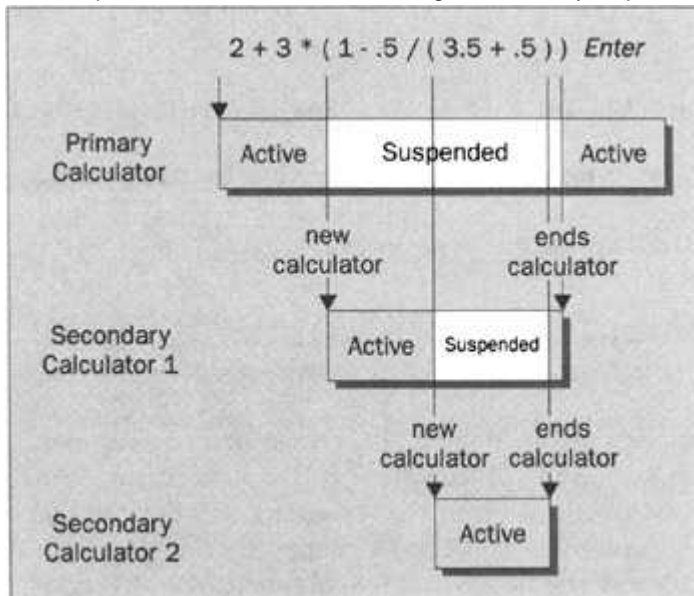 2 + 3 * ( 1 - .5 / ( 3.5 + .5 ) ) Enter
Primary
Calculator
Active
Suspended
Active
new
calculator
ends
calculator
Secondary
Calculator 1
Active
Suspended
new
calculator
ends
calculator
Secondary
Calculator 2
Active